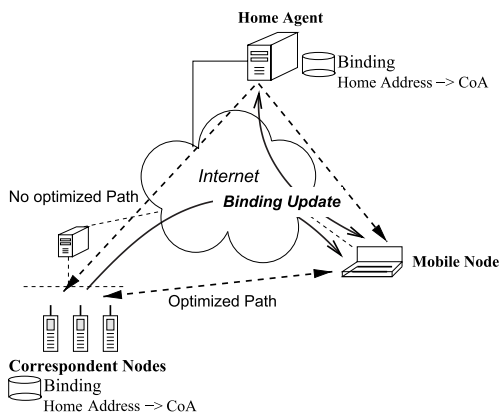 Home Agent
Binding
Home Address –> CoA
Internet
No optimized Path
Binding Update
Mobile Node
Optimized Path
Correspondent Nodes
Binding
Home Address –> CoA